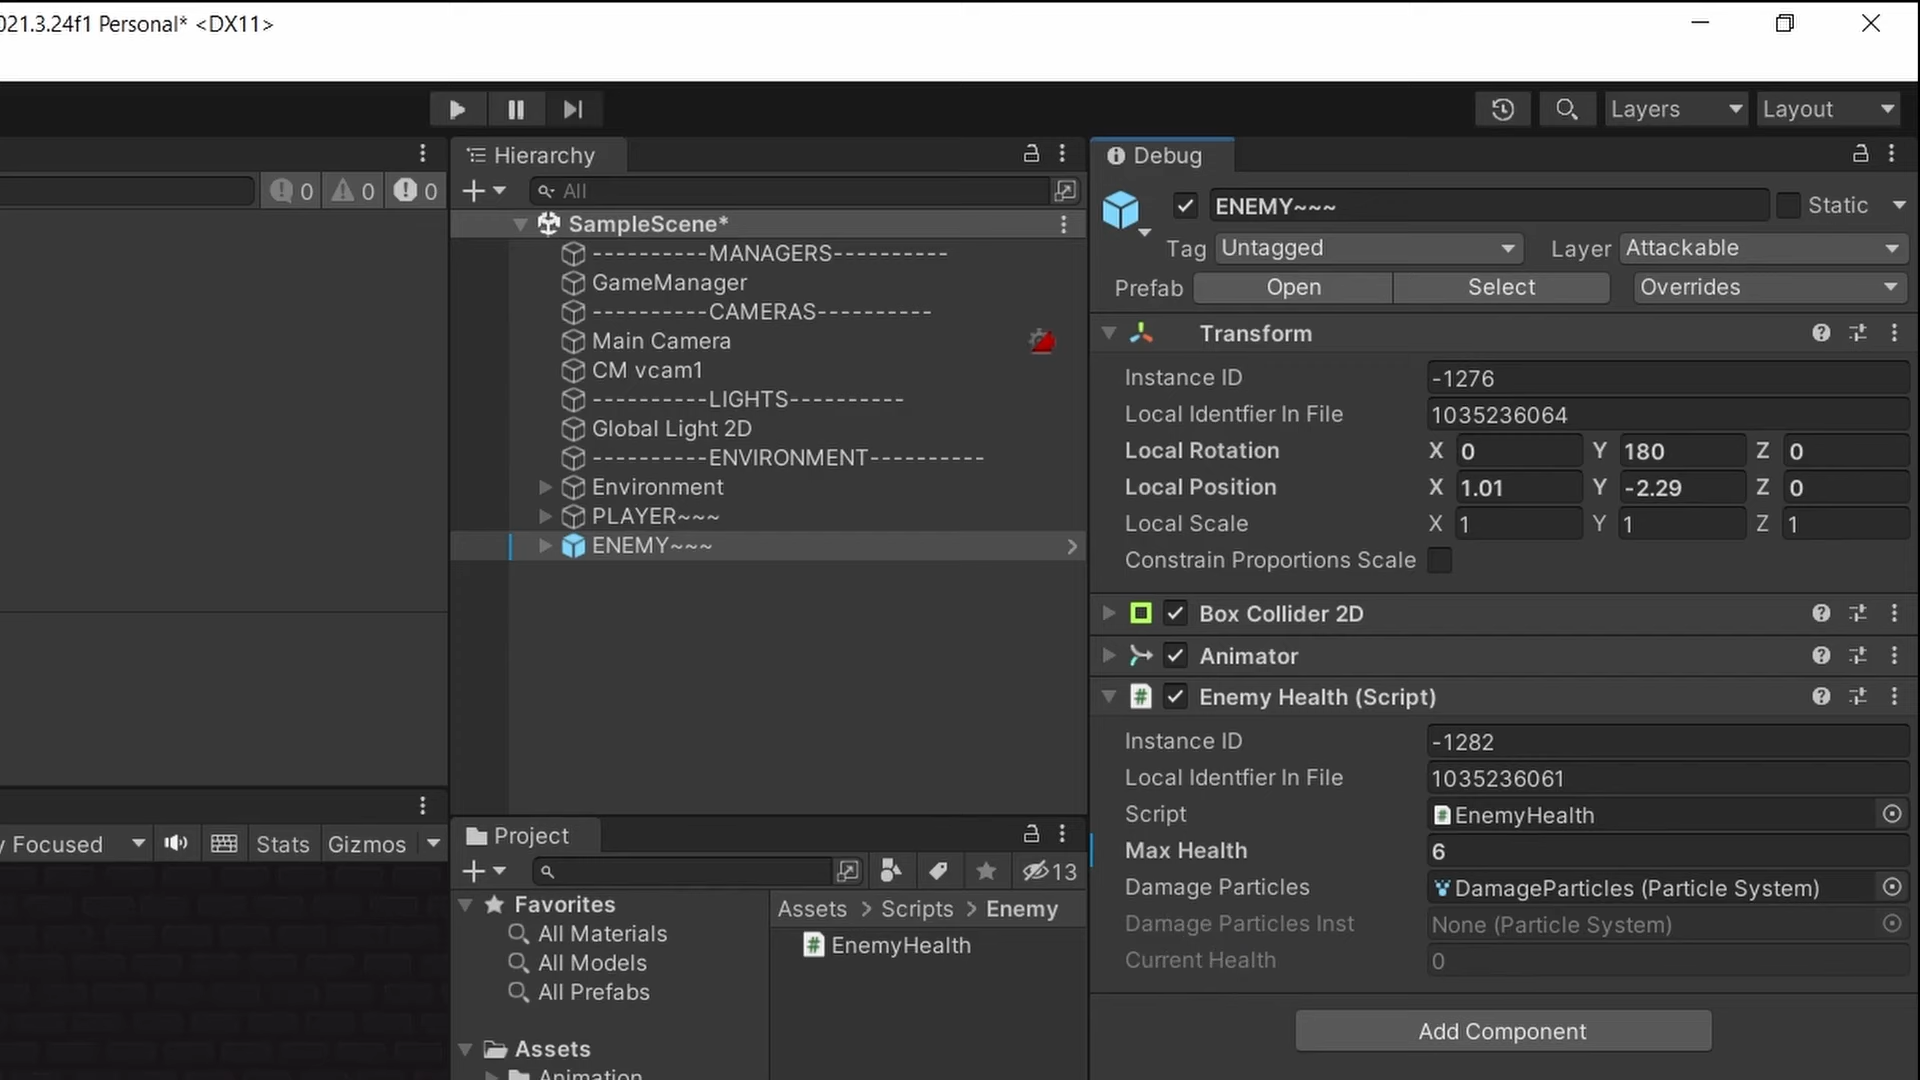 021.3.24f1 Personal* <DX11>
Layers
Layout
0 0 0
y Focused
Stats
Gizmos
Hierarchy
All
SampleScene*
----------MANAGERS----------
GameManager
----------CAMERAS----------
Main Camera
CM vcam1
----------LIGHTS----------
Global Light 2D
----------ENVIRONMENT----------
Environment
PLAYER~~~
ENEMY~~~
Project
13
Favorites
All Materials
All Models
All Prefabs
Assets
Animation
Assets > Scripts > Enemy
EnemyHealth
Debug
ENEMY~~~
Static
Tag Untagged Layer Attackable
Prefab Open Select Overrides
Transform
Instance ID -1276
Local Identfier In File 1035236064
Local Rotation X 0 Y 180 Z 0
Local Position X 1.01 Y -2.29 Z 0
Local Scale X 1 Y 1 Z 1
Constrain Proportions Scale
Box Collider 2D
Animator
# Enemy Health (Script)
Instance ID -1282
Local Identfier In File 1035236061
Script EnemyHealth
Max Health 6
Damage Particles DamageParticles (Particle System)
Damage Particles Inst None (Particle System)
Current Health 0
Add Component